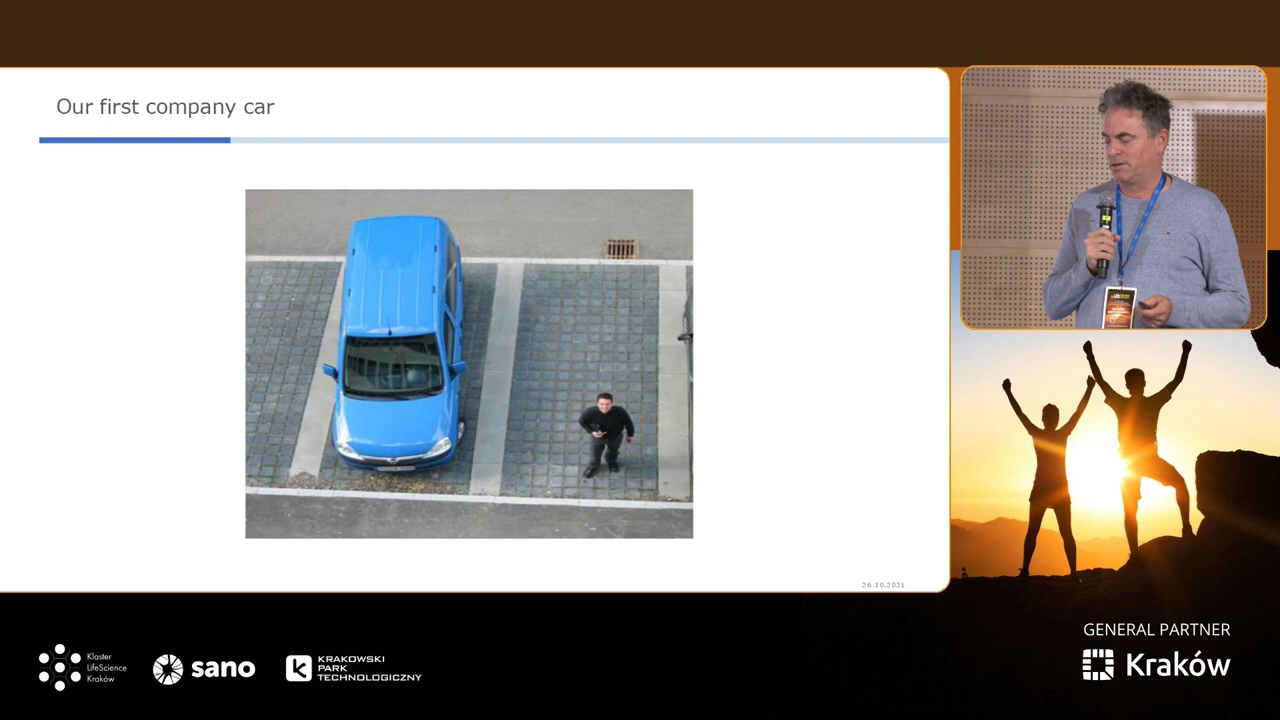 Our first company car
26.10.2021
GENERAL PARTNER
Klaster
LifeScience
Kraków
sano
KRAKOWSKI
PARK
TECHNOLOGICZNY
Kraków